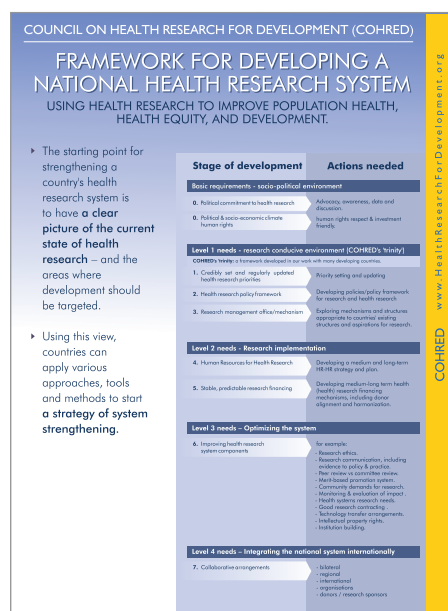 COUNCIL ON HEALTH RESEARCH FOR DEVELOPMENT (COHRED)
FRAMEWORK FOR DEVELOPING A
NATIONAL HEALTH RESEARCH SYSTEM
USING HEALTH RESEARCH TO IMPROVE POPULATION HEALTH,
HEALTH EQUITY, AND DEVELOPMENT.
The starting point for
strengthening a
country's health
research system is
to have a clear
picture of the current
state of health
research – and the
areas where
development should
be targeted.
Using this view,
countries can
apply various
approaches, tools
and methods to start
a strategy of system
strengthening.
Stage of development Actions needed
Basic requirements - socio-political environment
0. Political commitment to health research Advocacy, awareness, data and
discussion.
0. Political & socio-economic climate human rights respect & investment
human rights friendly.
Level 1 needs - research conducive environment (COHRED's 'trinity')
COHRED's 'trinity: a framework developed in our work with many developing countries.
1. Credibly set and regularly updated Priority setting and updating
health research priorities
2. Health research policy framework Developing policies/policy framework
for research and health research
3. Research management office/mechanism Exploring mechanisms and structures
appropriate to countries' existing
structures and aspirations for research.
Level 2 needs - Research implementation
4. Human Resources for Health Research Developing a medium and long-term
HR-HR strategy and plan.
5. Stable, predictable research financing Developing medium-long term health
(health) research financing
mechanisms, including donor
alignment and harmonization.
Level 3 needs – Optimizing the system
6. Improving health research for example:
system components - Research ethics.
- Research communication, including
evidence to policy & practice.
- Peer review vs committee review.
- Merit-based promotion system.
- Community demands for research.
- Monitoring & evaluation of impact .
- Health systems research needs.
- Good research contracting .
- Technology transfer arrangements.
- Intellectual property rights.
- Institution building.
Level 4 needs – Integrating the national system internationally
7. Collaborative arrangements - bilateral
- regional
- international
- organisations
- donors / research sponsors
COHRED www.HealthResearchForDevelopment.org